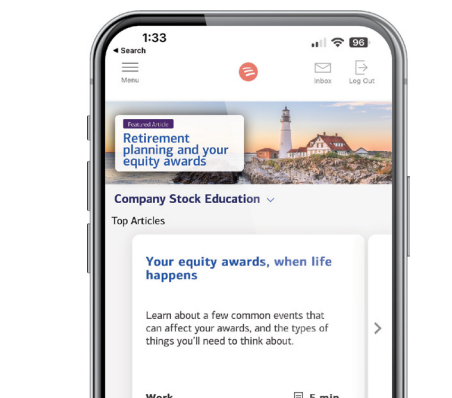 1:33
96
◄ Search
Menu
Inbox
Log Out
Featured Article
Retirement
planning and your
equity awards
Company Stock Education
Top Articles
Your equity awards, when life
happens
Learn about a few common events that
can affect your awards, and the types of
things you'll need to think about.
Work
5 min